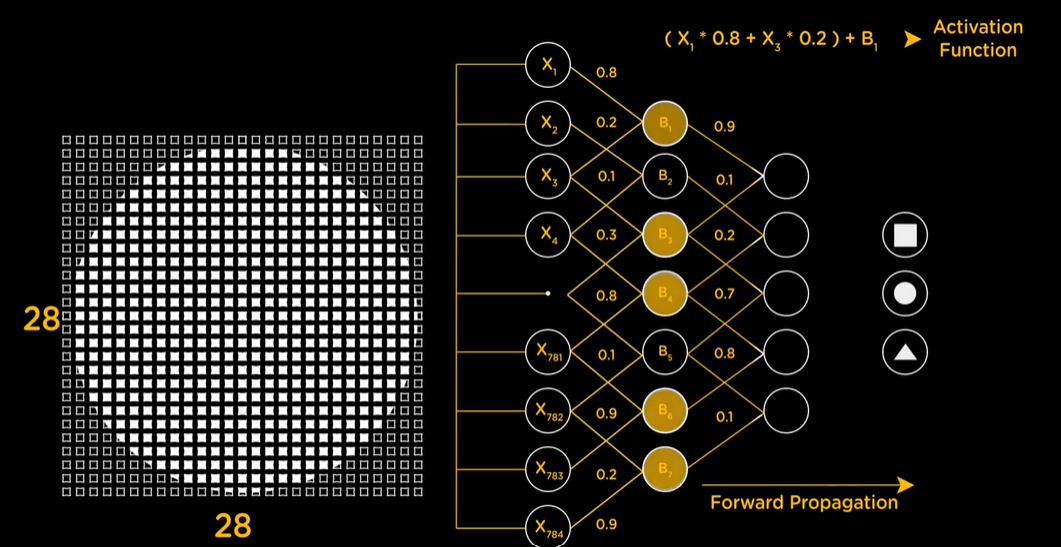 ( X₁ * 0.8 + X₃ * 0.2 ) + B₁
Activation
Function
28
28
X₁
X₂
X₃
X₄
X₇₈₁
X₇₈₂
X₇₈₃
X₇₈₄
0.8
0.2
0.1
0.3
0.8
0.1
0.9
0.2
0.9
B₁
B₂
B₃
B₄
B₅
B₆
B₇
0.9
0.1
0.2
0.7
0.8
0.1
Forward Propagation